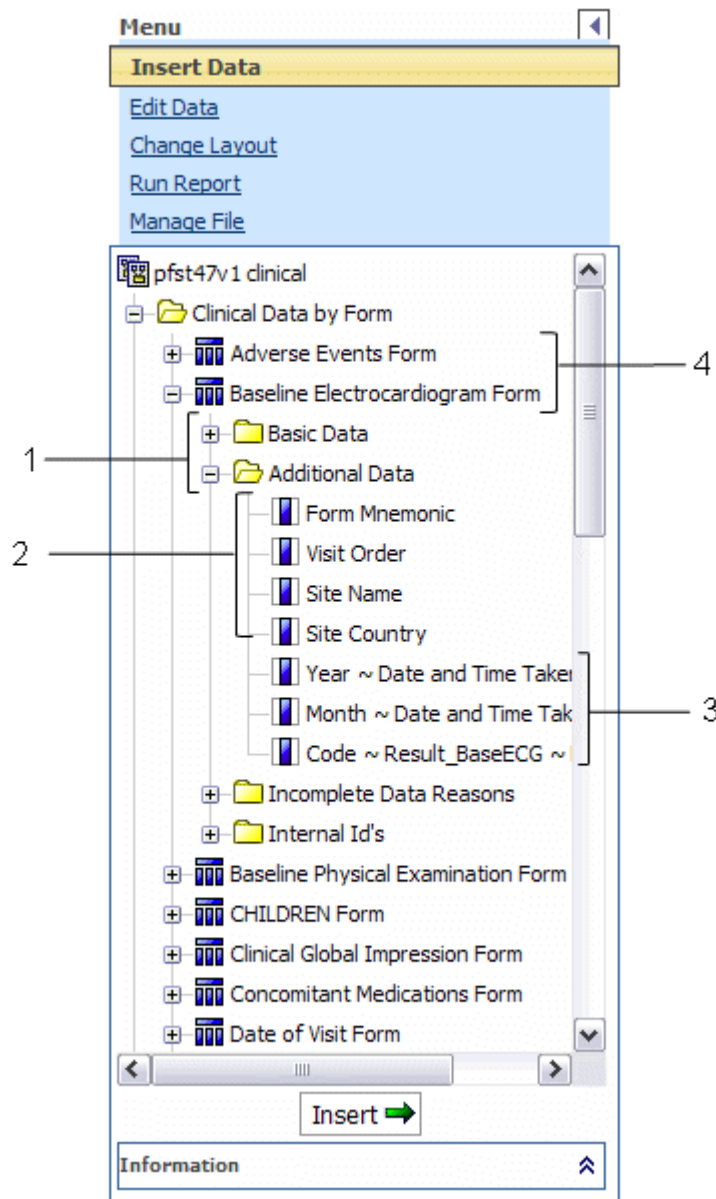 Menu
Insert Data
Edit Data
Change Layout
Run Report
Manage File
pfst47v1 clinical
Clinical Data by Form
Adverse Events Form
4
Baseline Electrocardiogram Form
1
Basic Data
Additional Data
2
Form Mnemonic
Visit Order
Site Name
Site Country
Year ~ Date and Time Taken
3
Month ~ Date and Time Tak
Code ~ Result_BaseECG ~
Incomplete Data Reasons
Internal Id's
Baseline Physical Examination Form
CHILDREN Form
Clinical Global Impression Form
Concomitant Medications Form
Date of Visit Form
Insert
Information